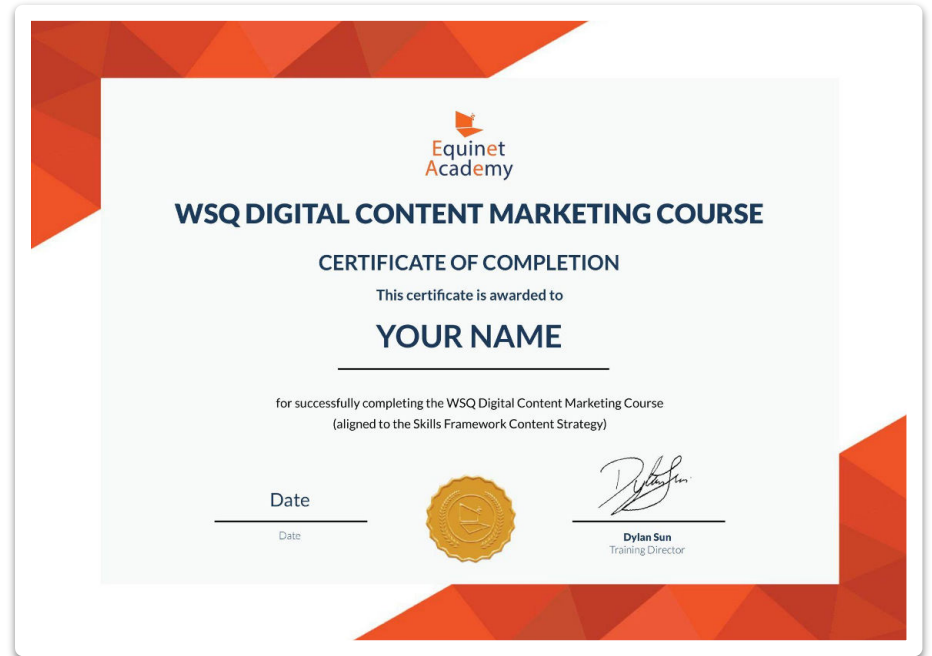 Equinet
Academy
WSQ DIGITAL CONTENT MARKETING COURSE
CERTIFICATE OF COMPLETION
This certificate is awarded to
YOUR NAME
for successfully completing the WSQ Digital Content Marketing Course
(aligned to the Skills Framework Content Strategy)
Date
Date
Dylan Sun
Dylan Sun
Training Director